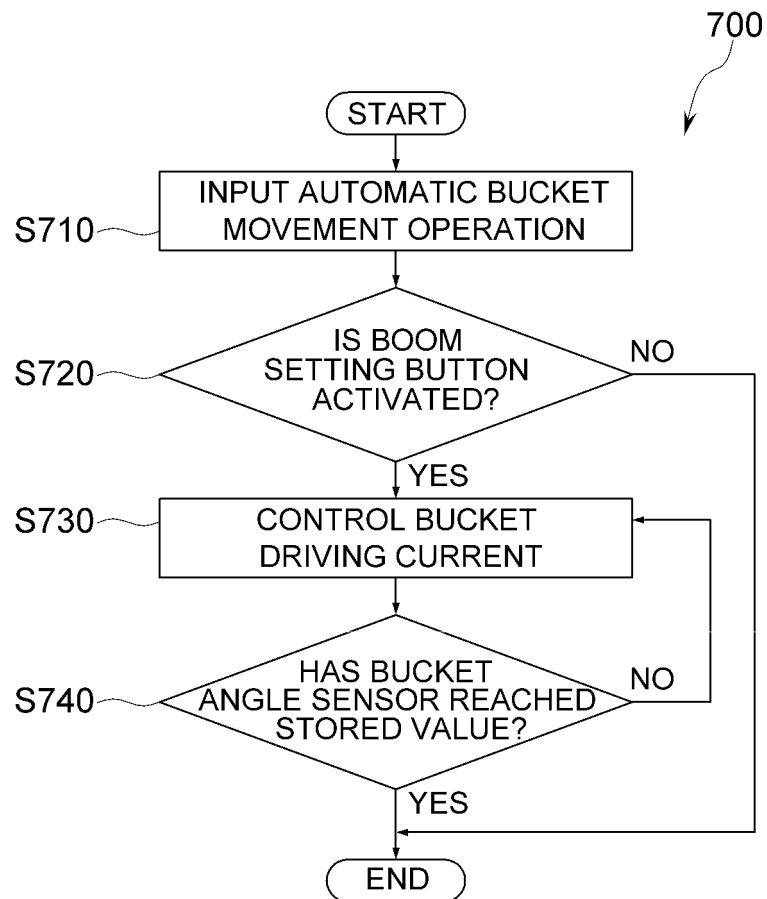 700
START
INPUT AUTOMATIC BUCKET
MOVEMENT OPERATION
S710
IS BOOM
SETTING BUTTON
ACTIVATED?
S720
NO
YES
S730
CONTROL BUCKET
DRIVING CURRENT
HAS BUCKET
ANGLE SENSOR REACHED
STORED VALUE?
S740
NO
YES
END